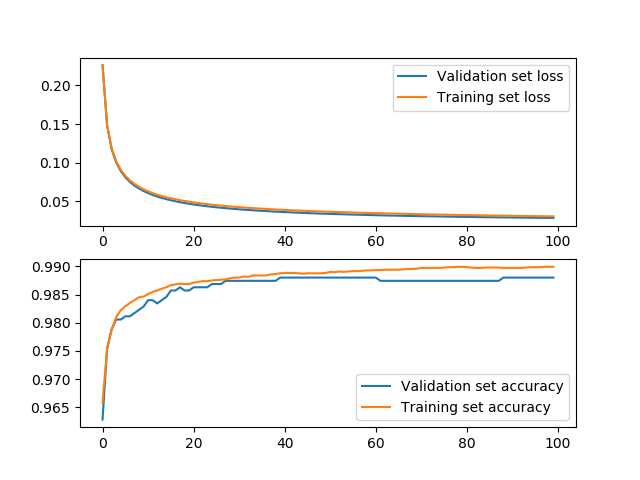 Validation set loss
Training set loss
0.20
0.15
0.10
0.05
0 20 40 60 80 100
0.990
0.985
0.980
0.975
0.970
0.965
Validation set accuracy
Training set accuracy
0 20 40 60 80 100